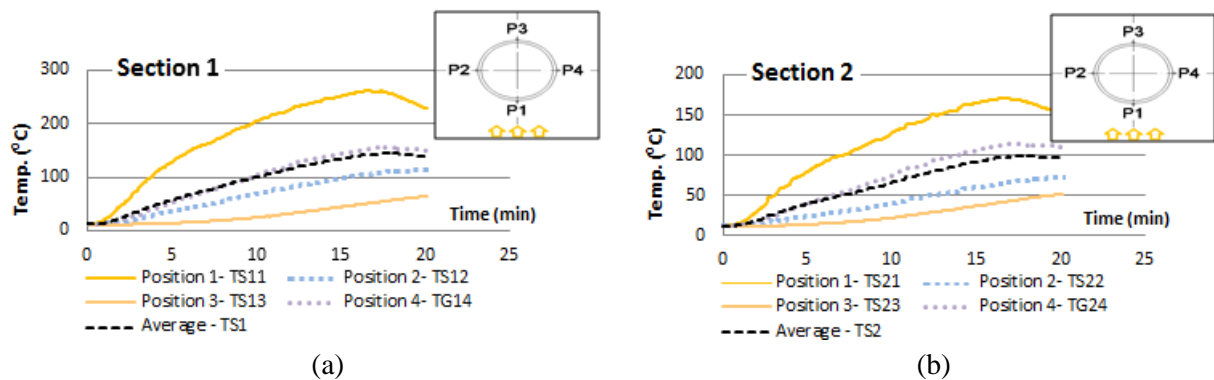 Section 1
Temp. (⁰C)
300
200
100
0
0 5 10 15 20 25
Time (min)
P3
P2 P4
P1
Position 1- TS11 Position 2- TS12
Position 3- TS13 Position 4- TG14
Average - TS1
(a)
Section 2
Temp. (⁰C)
200
150
100
50
0
0 5 10 15 20 25
Time (min)
P3
P2 P4
P1
Position 1- TS21 Position 2- TS22
Position 3- TS23 Position 4- TG24
Average - TS2
(b)